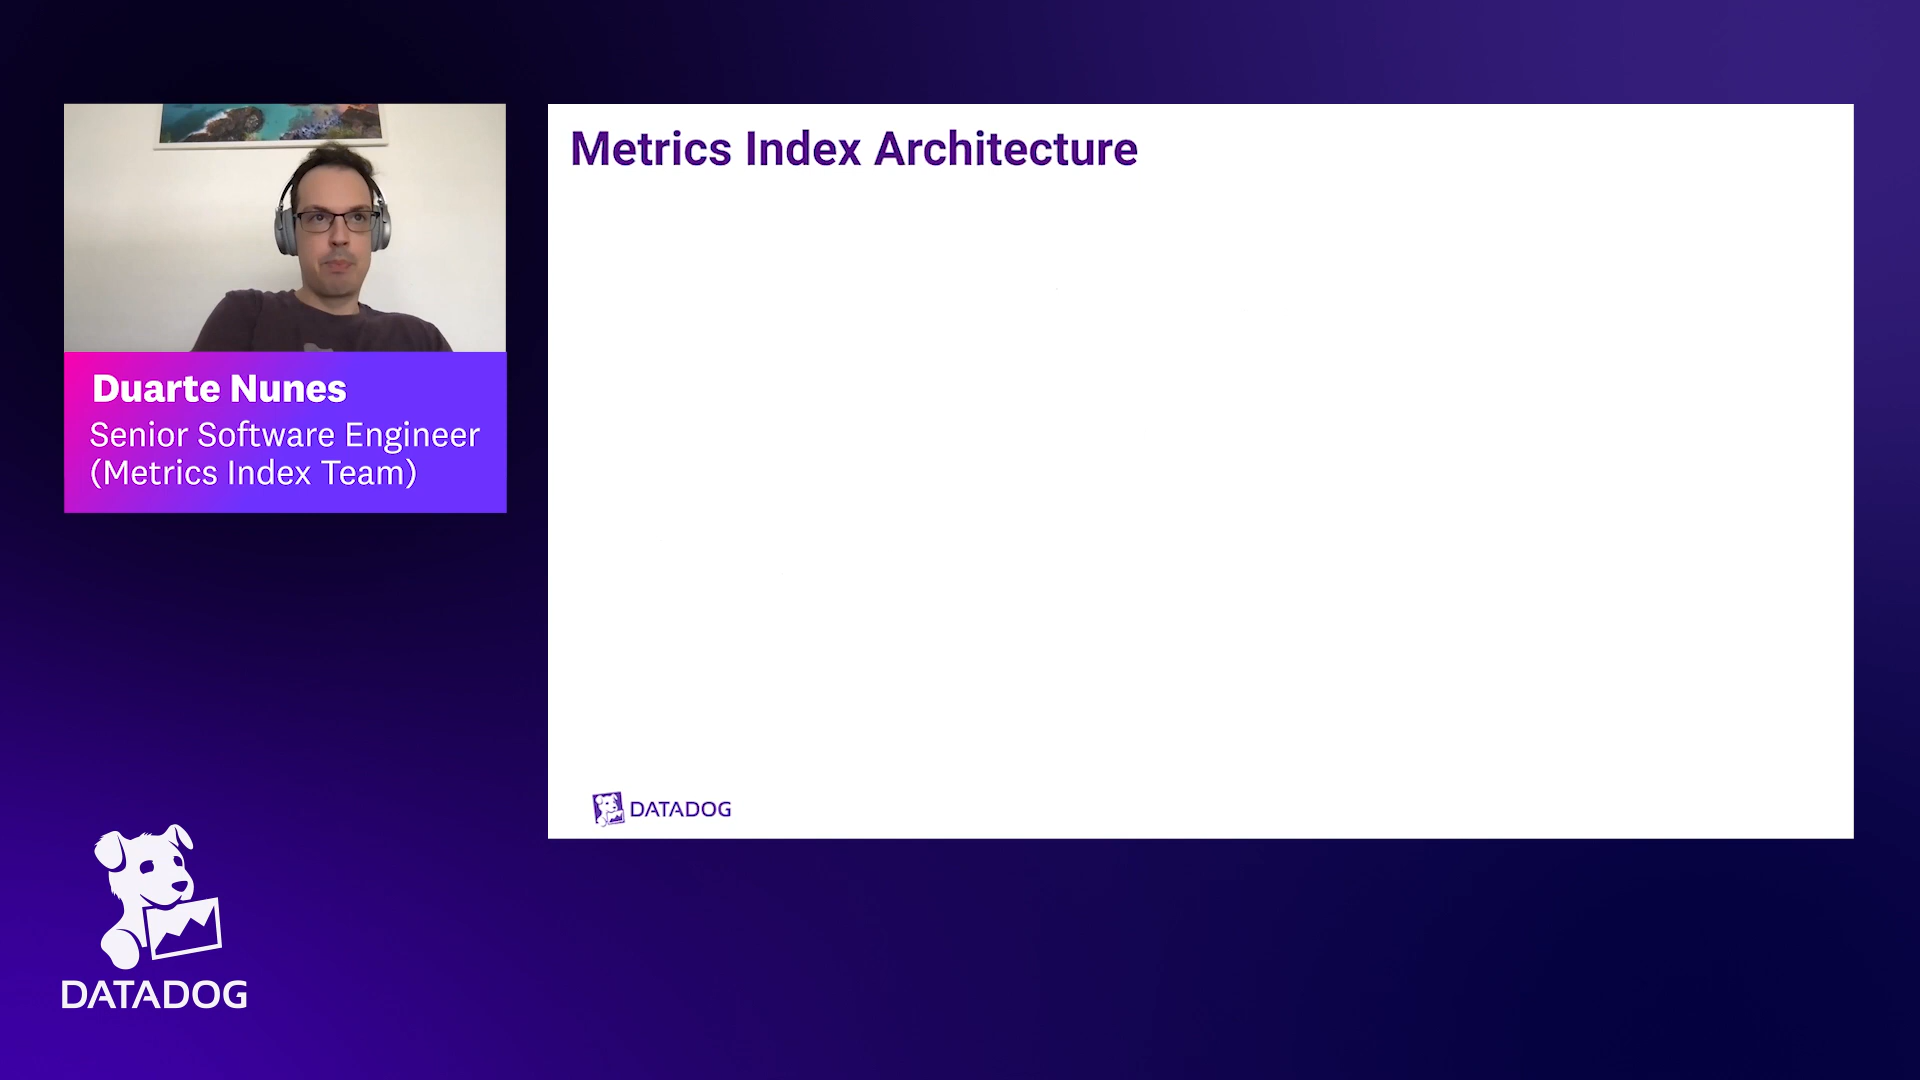 Metrics Index Architecture
Duarte Nunes
Senior Software Engineer
(Metrics Index Team)
DATADOG
DATADOG